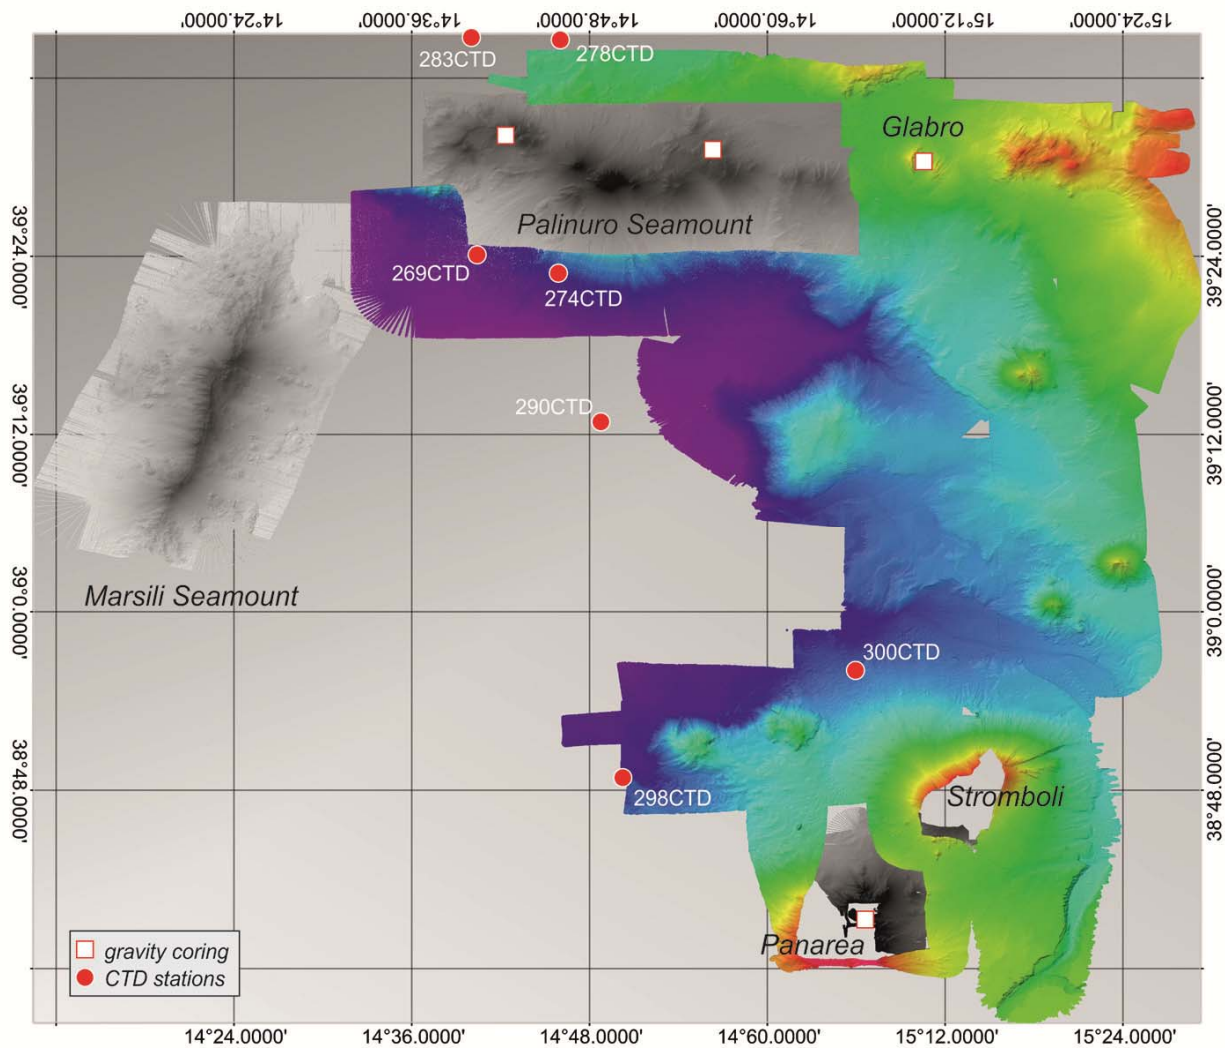 14°24.0000'
14°36.0000'
14°48.0000'
14°60.0000'
15°12.0000'
15°24.0000'
283CTD
278CTD
Glabro
Palinuro Seamount
39°24.0000'
39°24.0000'
269CTD
274CTD
290CTD
39°12.0000'
39°12.0000'
Marsili Seamount
39°0.0000'
39°0.0000'
300CTD
38°48.0000'
38°48.0000'
298CTD
Stromboli
Panarea
gravity coring
CTD stations
14°24.0000'
14°36.0000'
14°48.0000'
14°60.0000'
15°12.0000'
15°24.0000'